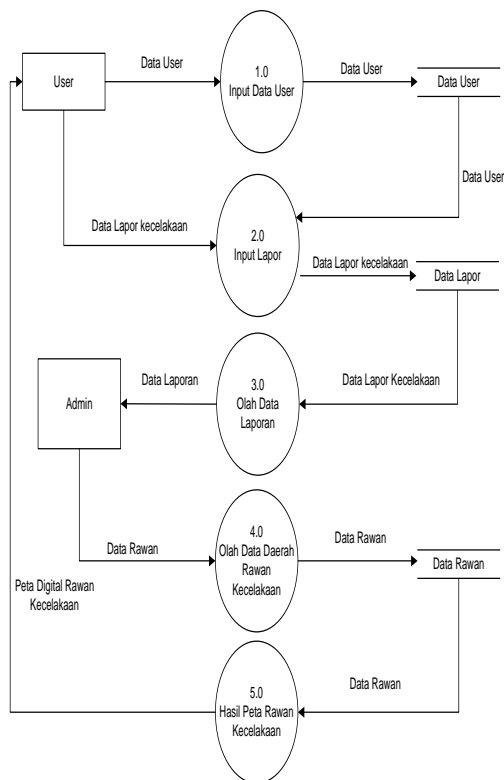 Data User
1.0
Input Data User
Data User
User
Data User
Data User
Data Lapor kecelakaan
2.0
Input Lapor
Data Lapor kecelakaan
Data Lapor
Data Laporan
3.0
Olah Data
Laporan
Data Lapor Kecelakaan
Admin
Data Rawan
4.0
Olah Data Daerah
Rawan
Kecelakaan
Data Rawan
Data Rawan
Peta Digital Rawan
Kecelakaan
5.0
Hasil Peta Rawan
Kecelakaan
Data Rawan